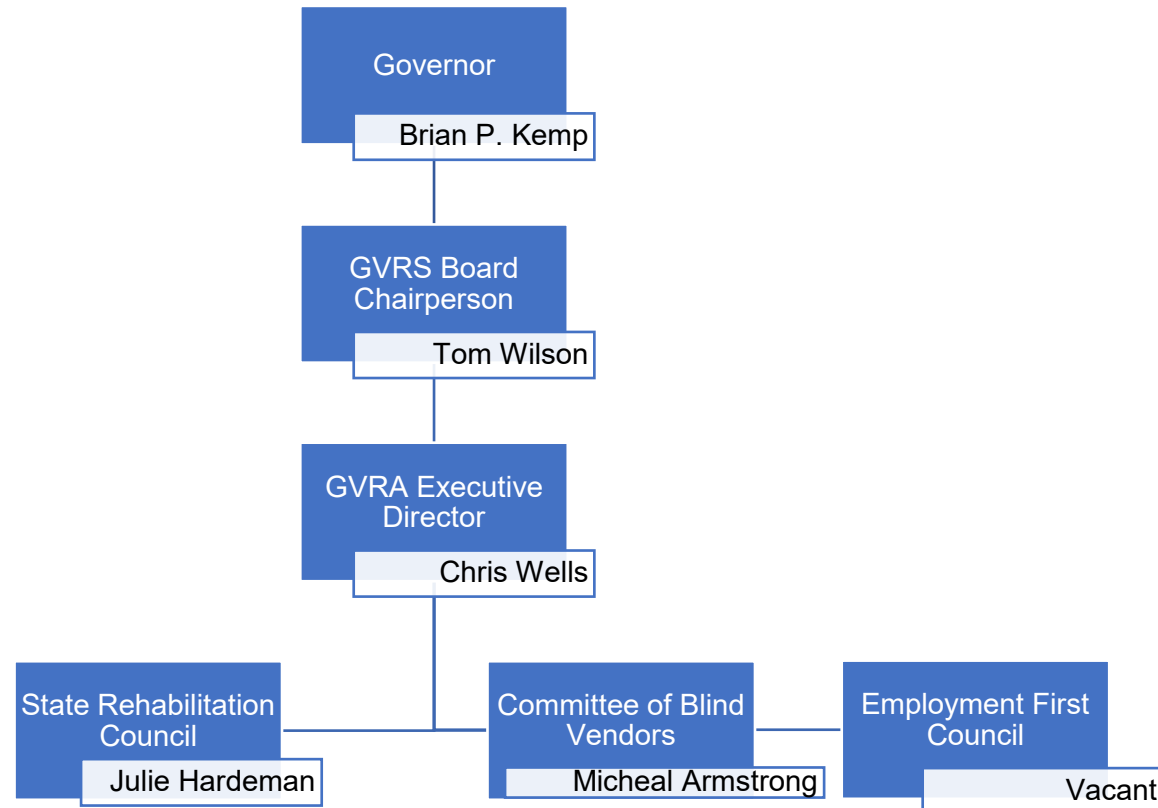 Governor
Brian P. Kemp
GVRS Board
Chairperson
Tom Wilson
GVRA Executive
Director
Chris Wells
State Rehabilitation
Council
Julie Hardeman
Committee of Blind
Vendors
Micheal Armstrong
Employment First
Council
Vacant